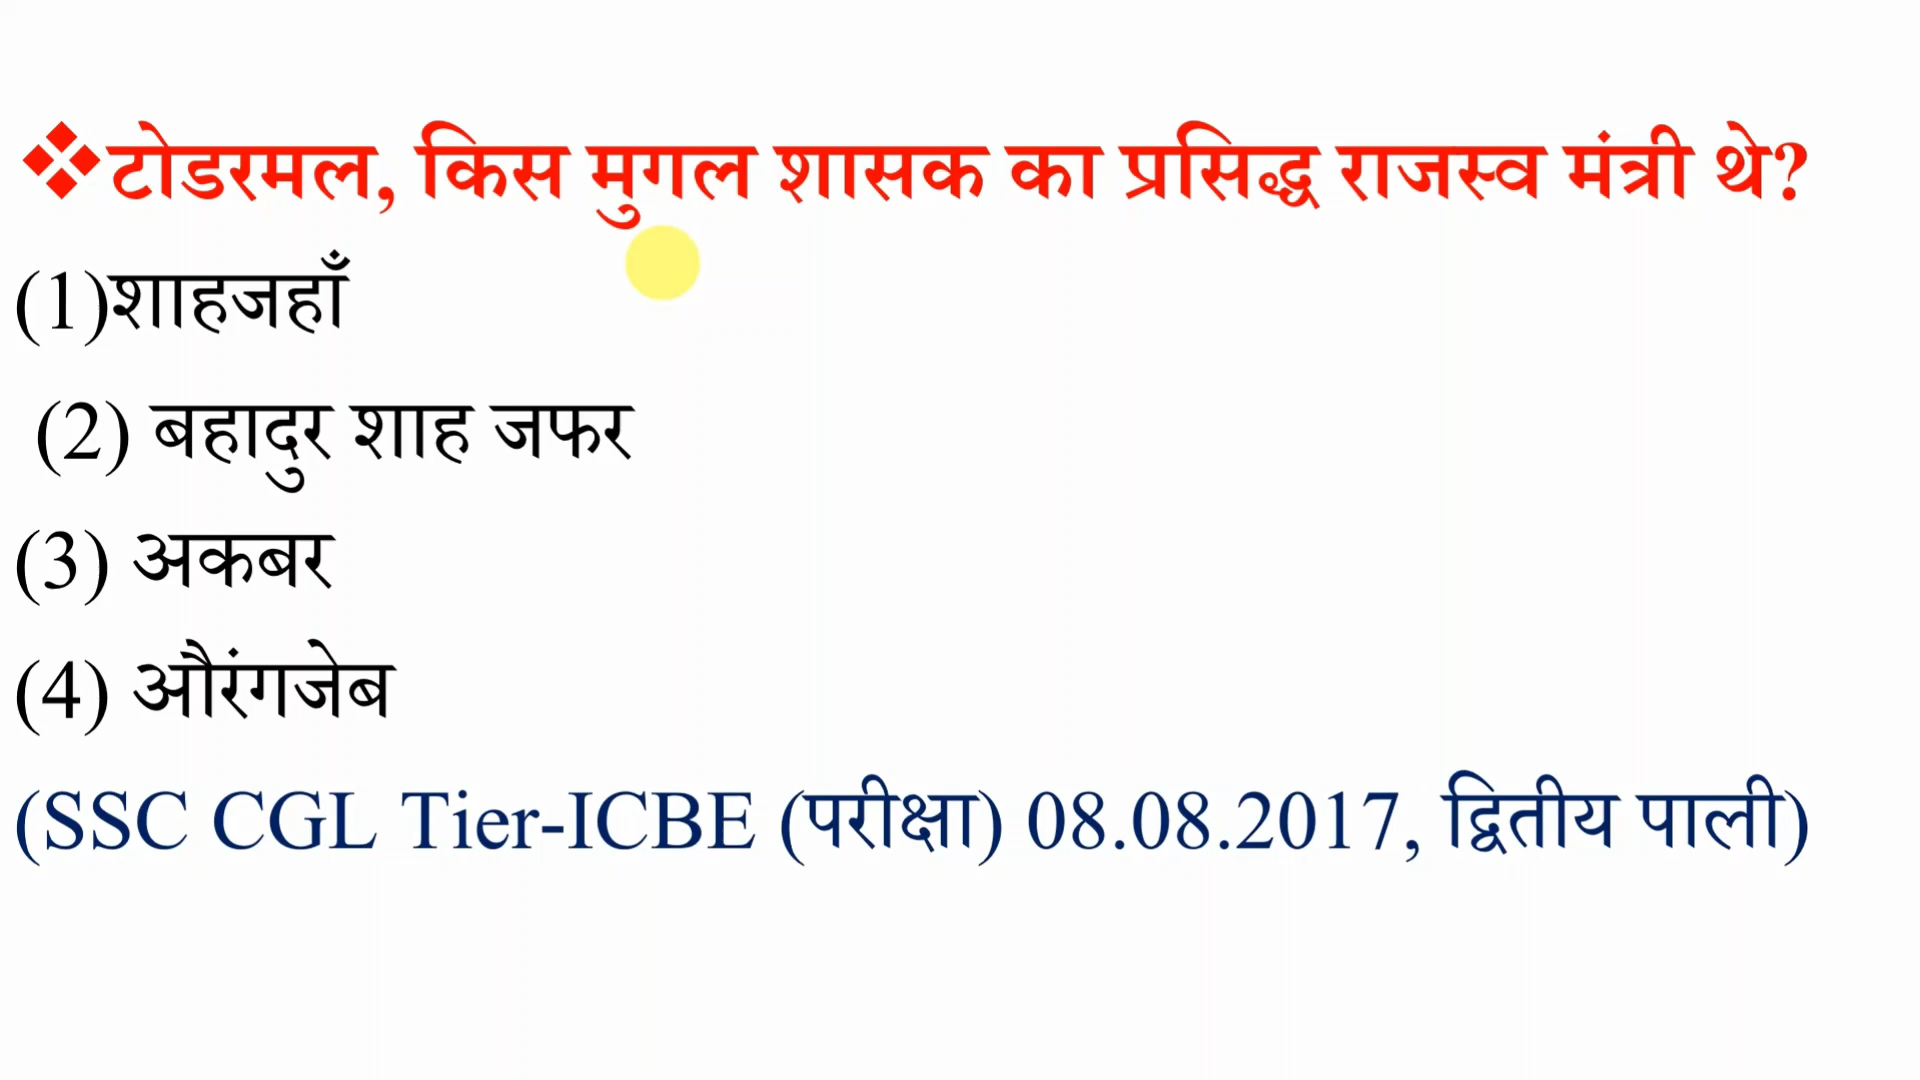 ❖टोडरमल, किस मुगल शासक का प्रसिद्ध राजस्व मंत्री थे?
(1)शाहजहाँ
(2) बहादुर शाह जफर
(3) अकबर
(4) औरंगजेब
(SSC CGL Tier-ICBE (परीक्षा) 08.08.2017, द्वितीय पाली)